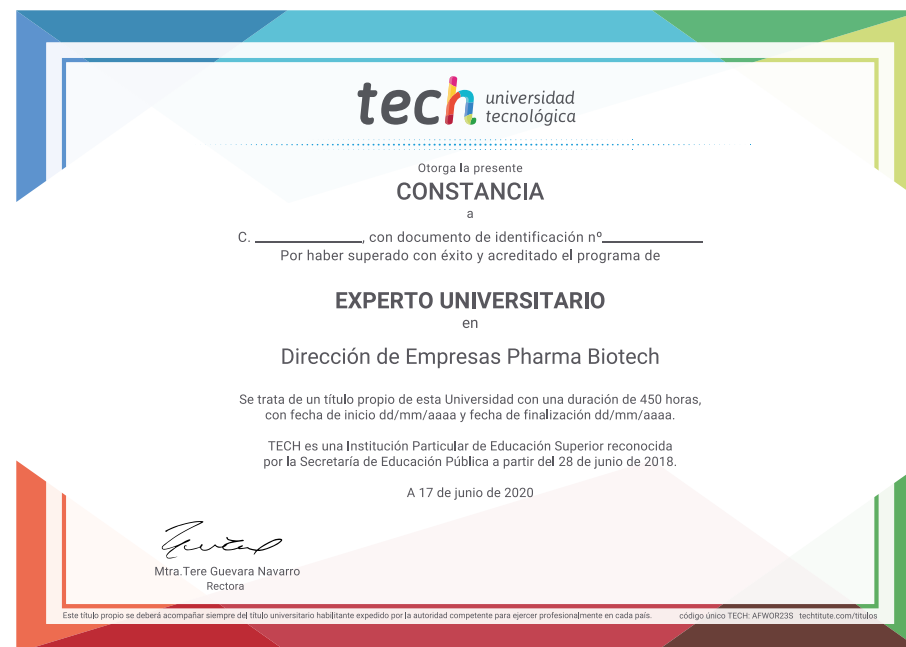 tech universidad
tecnológica
Otorga la presente
CONSTANCIA
a
C. ______________, con documento de identificación nº_____________
Por haber superado con éxito y acreditado el programa de
EXPERTO UNIVERSITARIO
en
Dirección de Empresas Pharma Biotech
Se trata de un título propio de esta Universidad con una duración de 450 horas,
con fecha de inicio dd/mm/aaaa y fecha de finalización dd/mm/aaaa.
TECH es una Institución Particular de Educación Superior reconocida
por la Secretaría de Educación Pública a partir del 28 de junio de 2018.
A 17 de junio de 2020
Mtra.Tere Guevara Navarro
Rectora
Este título propio se deberá acompañar siempre del título universitario habilitante expedido por la autoridad competente para ejercer profesionalmente en cada país. código único TECH: AFWOR23S techtitute.com/titulos